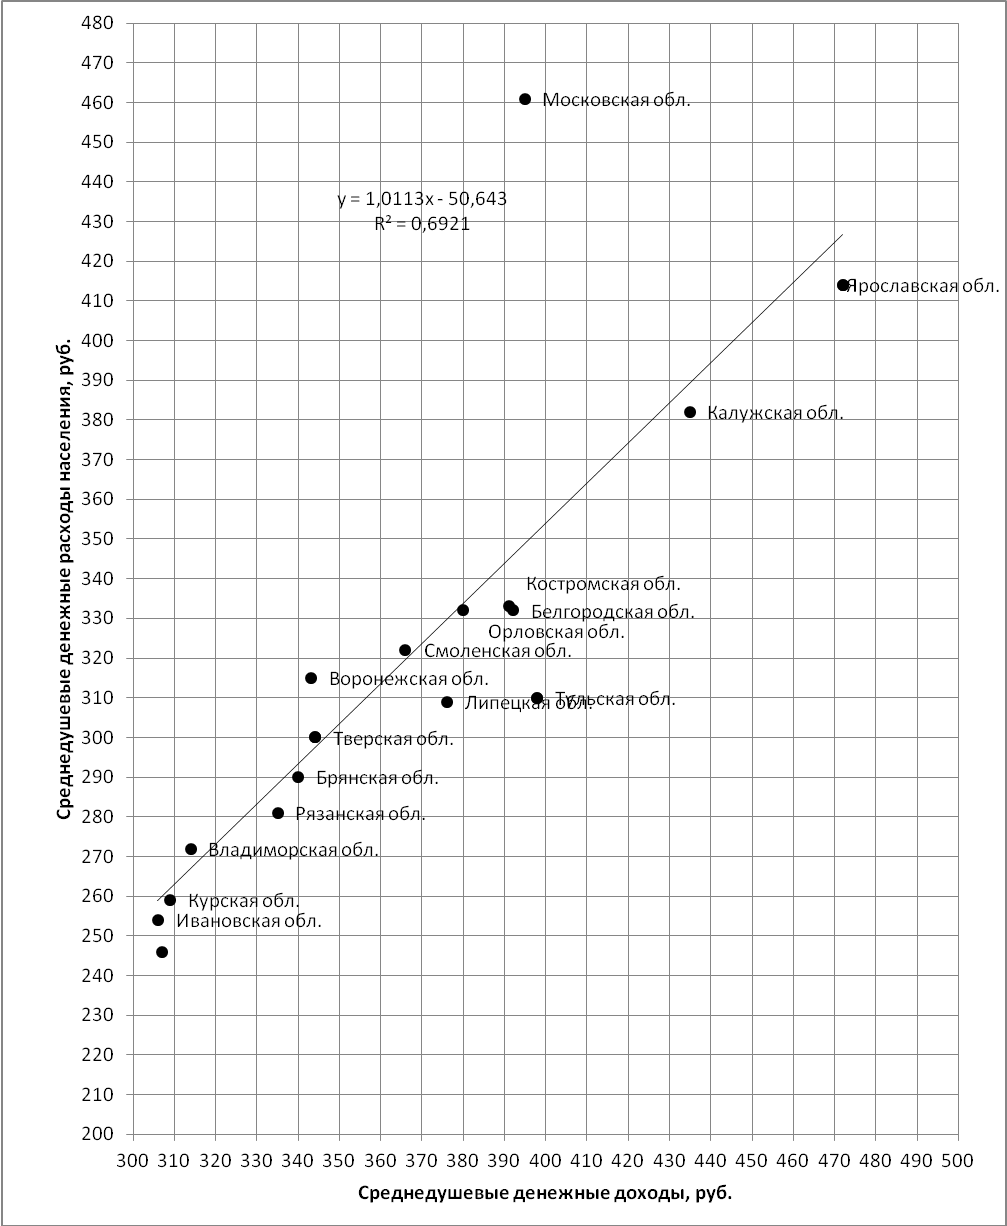 480
470
460
450
440
430
420
410
400
390
380
370
360
350
340
330
320
310
300
290
280
270
260
250
240
230
220
210
200
Среднедушевые денежные расходы населения, руб.
Московская обл.
y = 1,0113x - 50,643
R² = 0,6921
Ярославская обл.
Калужская обл.
Костромская обл.
Белгородская обл.
Орловская обл.
Смоленская обл.
Воронежская обл.
Липецкая обл.
Тульская обл.
Тверская обл.
Брянская обл.
Рязанская обл.
Владиморская обл.
Курская обл.
Ивановская обл.
300 310 320 330 340 350 360 370 380 390 400 410 420 430 440 450 460 470 480 490 500
Среднедушевые денежные доходы, руб.